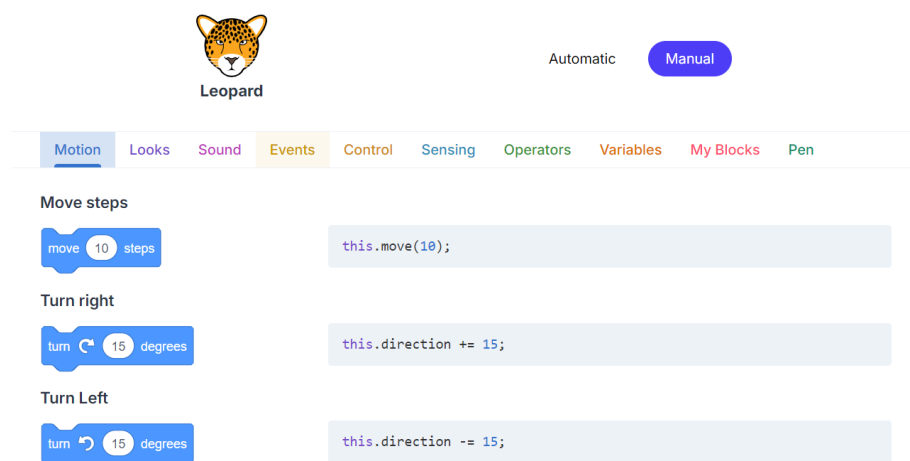 Leopard
Automatic Manual
Motion Looks Sound Events Control Sensing Operators Variables My Blocks Pen
Move steps
move 10 steps
this.move(10);
Turn right
turn 15 degrees
this.direction += 15;
Turn Left
turn 15 degrees
this.direction -= 15;